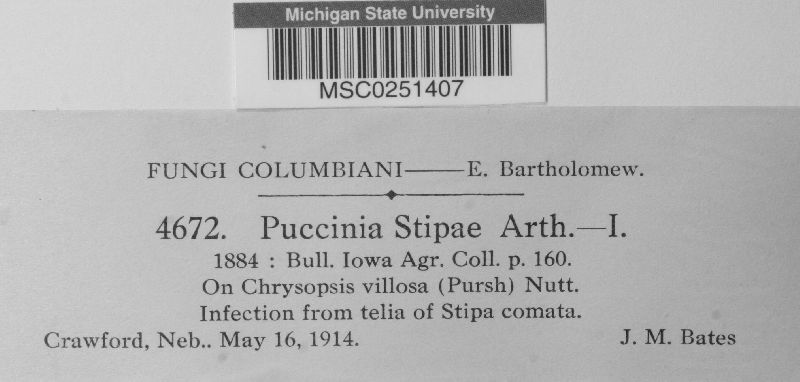 Michigan State University
MSC0251407
FUNGI COLUMBIANI——E. Bartholomew.
4672. Puccinia Stipae Arth.—I.
1884 : Bull. Iowa Agr. Coll. p. 160.
On Chrysopsis villosa (Pursh) Nutt.
Infection from telia of Stipa comata.
Crawford, Neb.. May 16, 1914. J. M. Bates